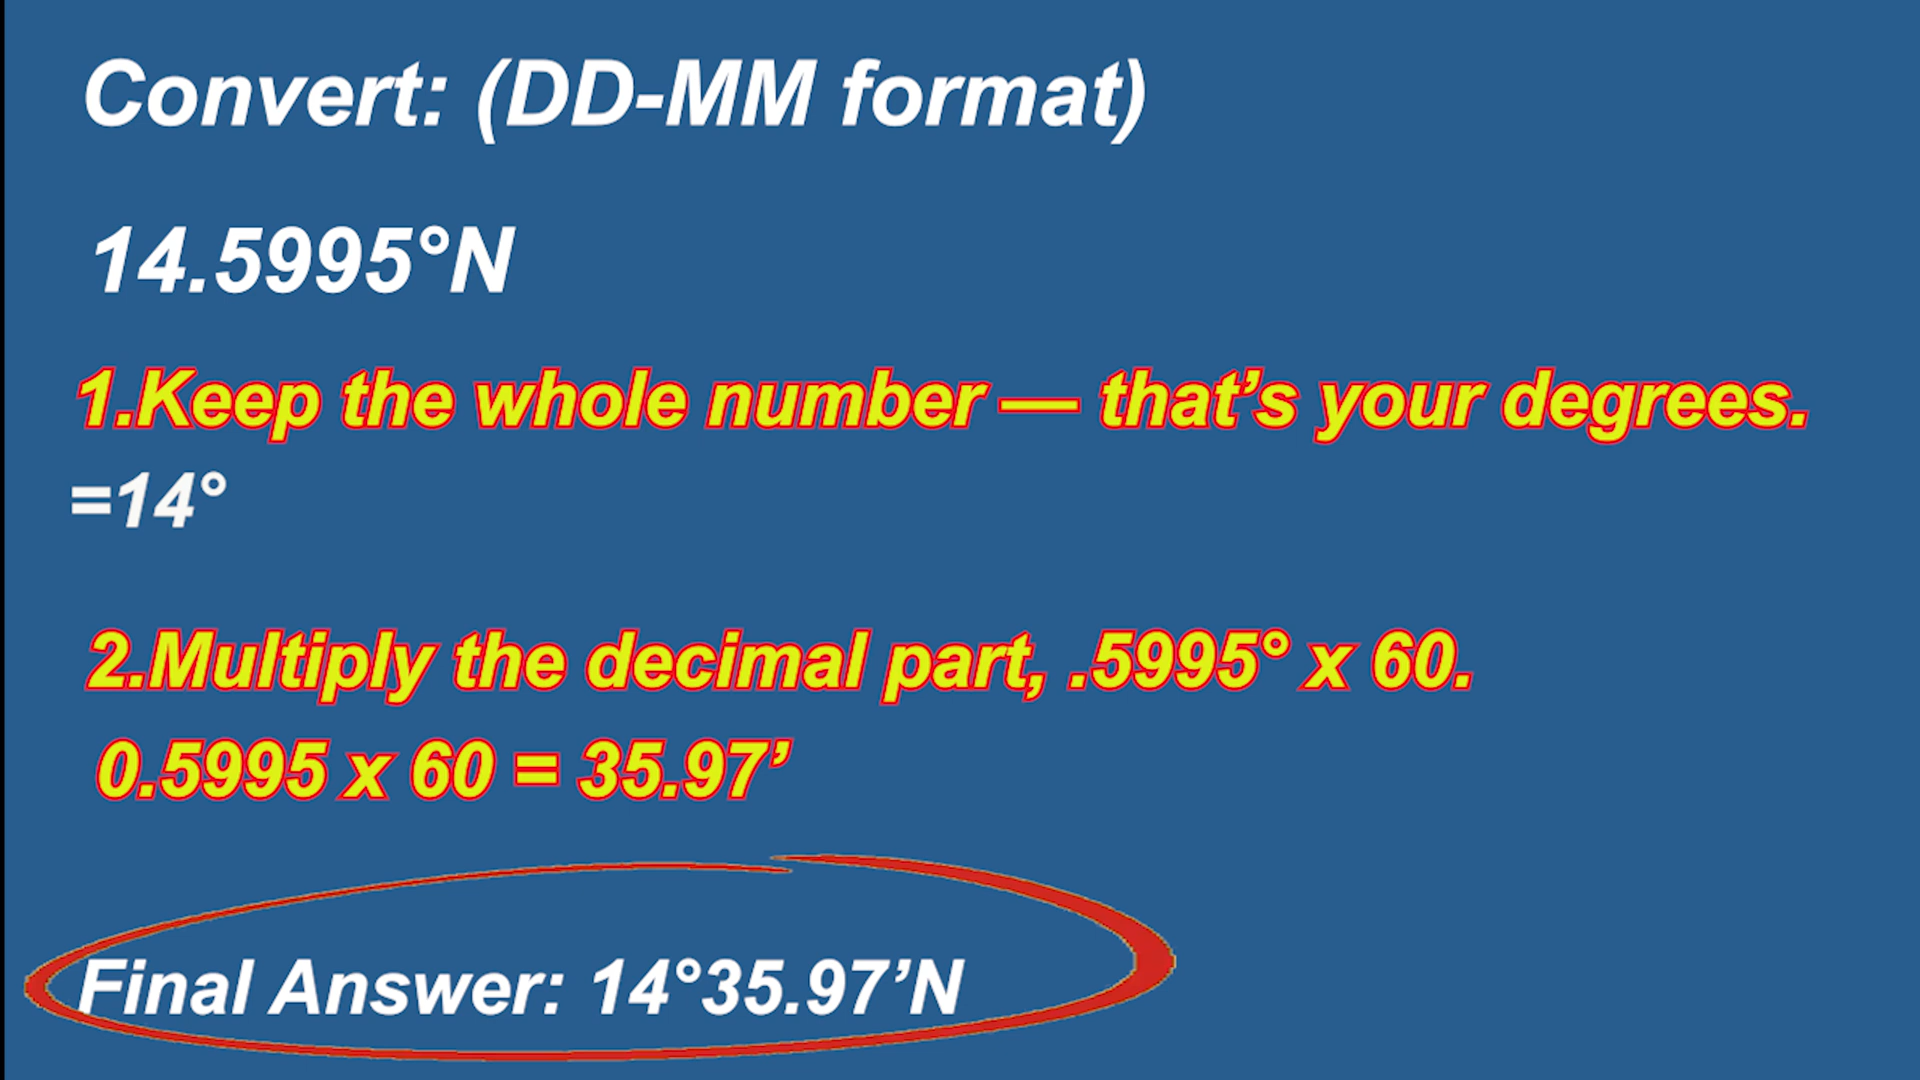 Convert: (DD-MM format)
14.5995°N
1.Keep the whole number — that’s your degrees.
=14°
2.Multiply the decimal part, .5995° x 60.
0.5995 x 60 = 35.97’
Final Answer: 14°35.97’N